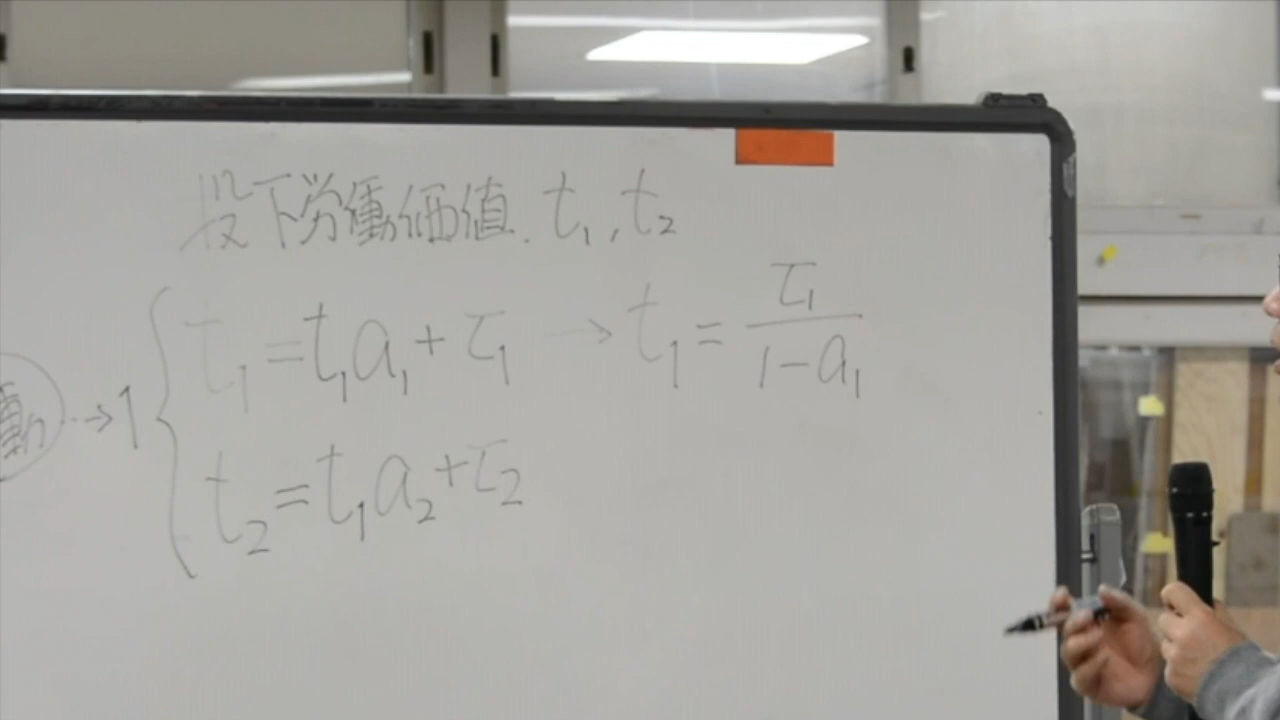 投下労働価値. t₁, t₂
t₁ = t₁a₁ + τ₁ → t₁ = τ₁ / (1 - a₁)
働 ⇢ 1
t₂ = t₁a₂ + τ₂